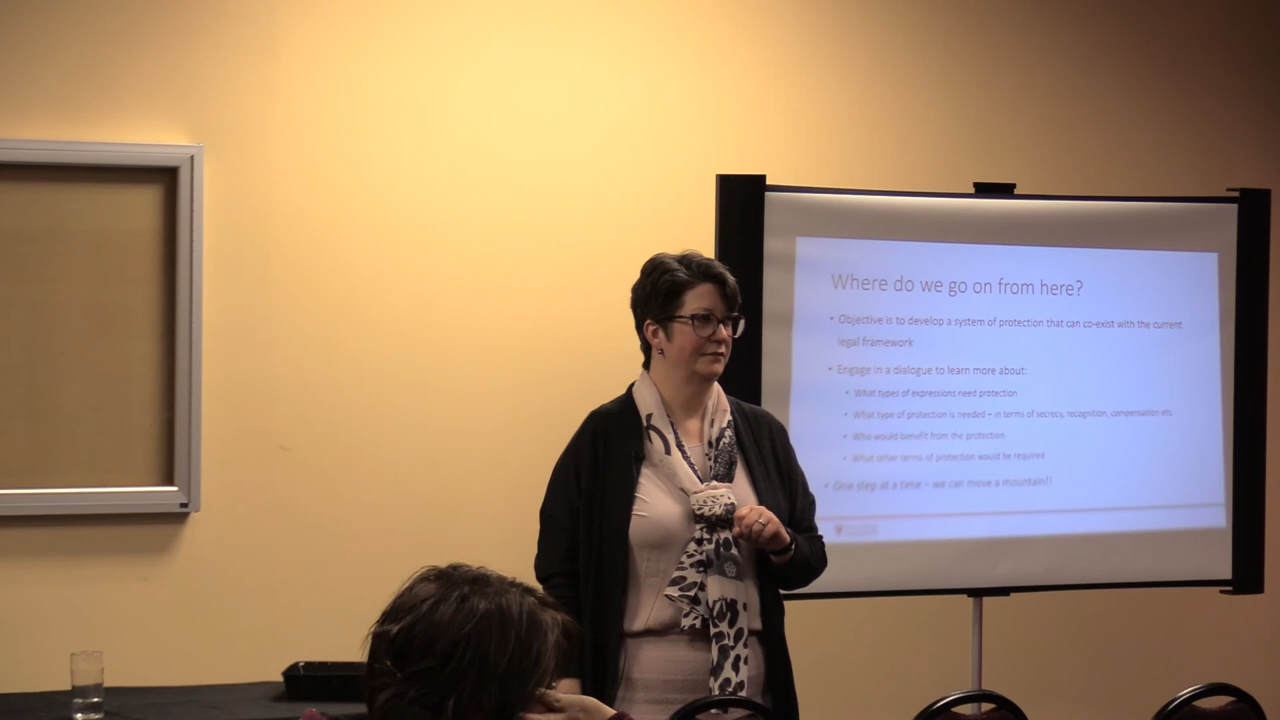 Where do we go on from here?
• Objective is to develop a system of protection that can co-exist with the current
legal framework
• Engage in a dialogue to learn more about:
• What types of expressions need protection
• What type of protection is needed – in terms of secrecy, recognition, compensation etc.
• Who would benefit from the protection
• What other terms of protection would be required
• One step at a time – we can move a mountain!!